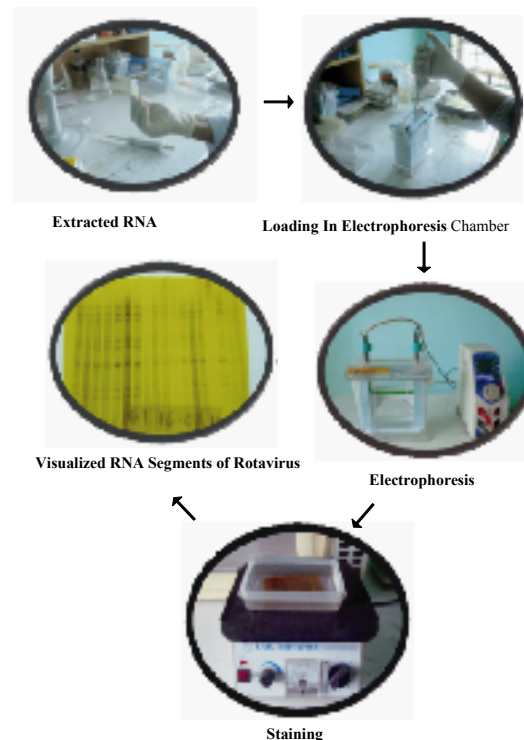 Extracted RNA
Loading In Electrophoresis Chamber
Visualized RNA Segments of Rotavirus
Electrophoresis
Staining